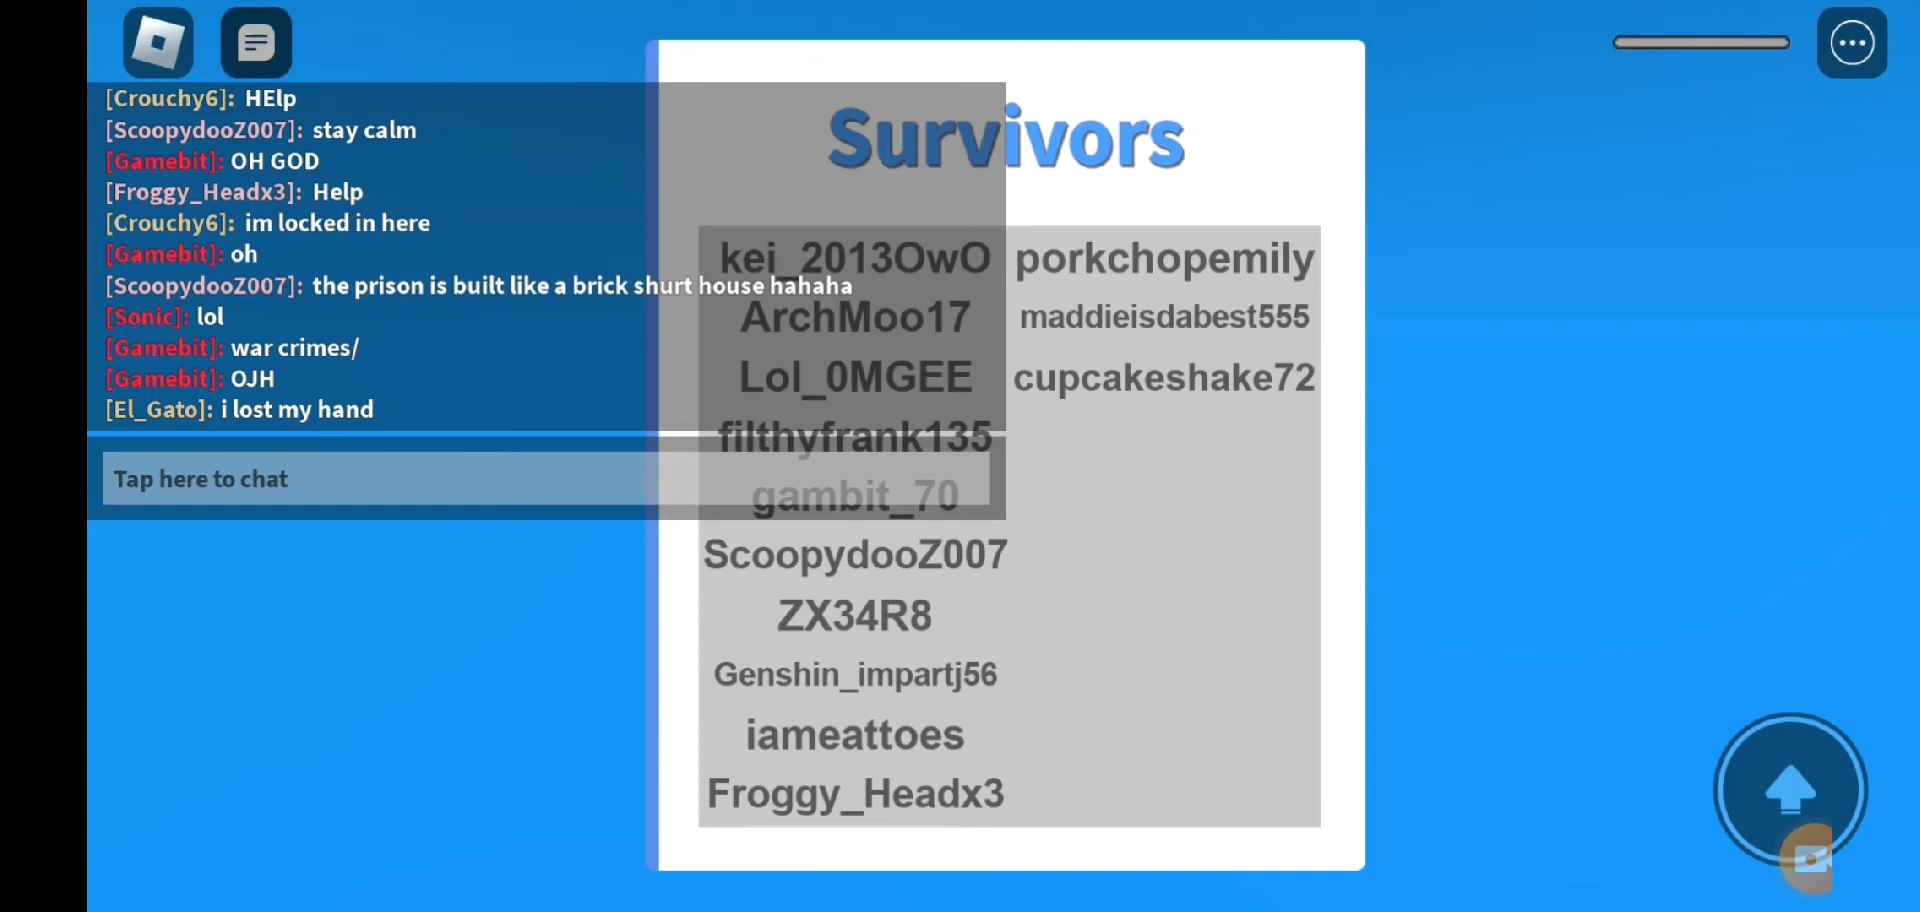 [Crouchy6]: HElp
[ScoopydooZ007]: stay calm
[Gamebit]: OH GOD
[Froggy_Headx3]: Help
[Crouchy6]: im locked in here
[Gamebit]: oh
[ScoopydooZ007]: the prison is built like a brick shurt house hahaha
[Sonic]: lol
[Gamebit]: war crimes/
[Gamebit]: OJH
[El_Gato]: i lost my hand
Tap here to chat
Survivors
kei_2013OwO porkchopemily
ArchMoo17 maddieisdabest555
Lol_0MGEE cupcakeshake72
filthyfrank135
gambit_70
ScoopydooZ007
ZX34R8
Genshin_impartj56
iameattoes
Froggy_Headx3